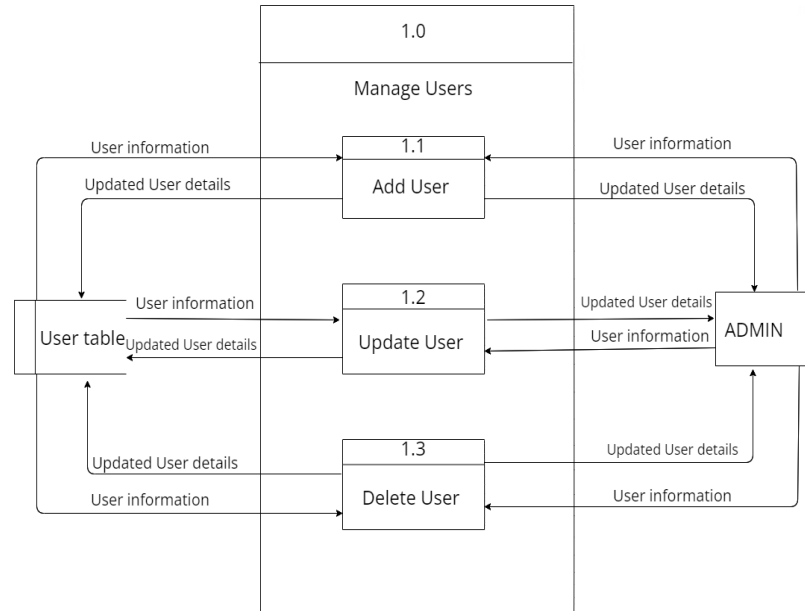 1.0
Manage Users
User information
1.1
User information
Updated User details
Add User
Updated User details
User information
1.2
Updated User details
User table
Updated User details
Update User
User information
ADMIN
Updated User details
1.3
Updated User details
User information
Delete User
User information